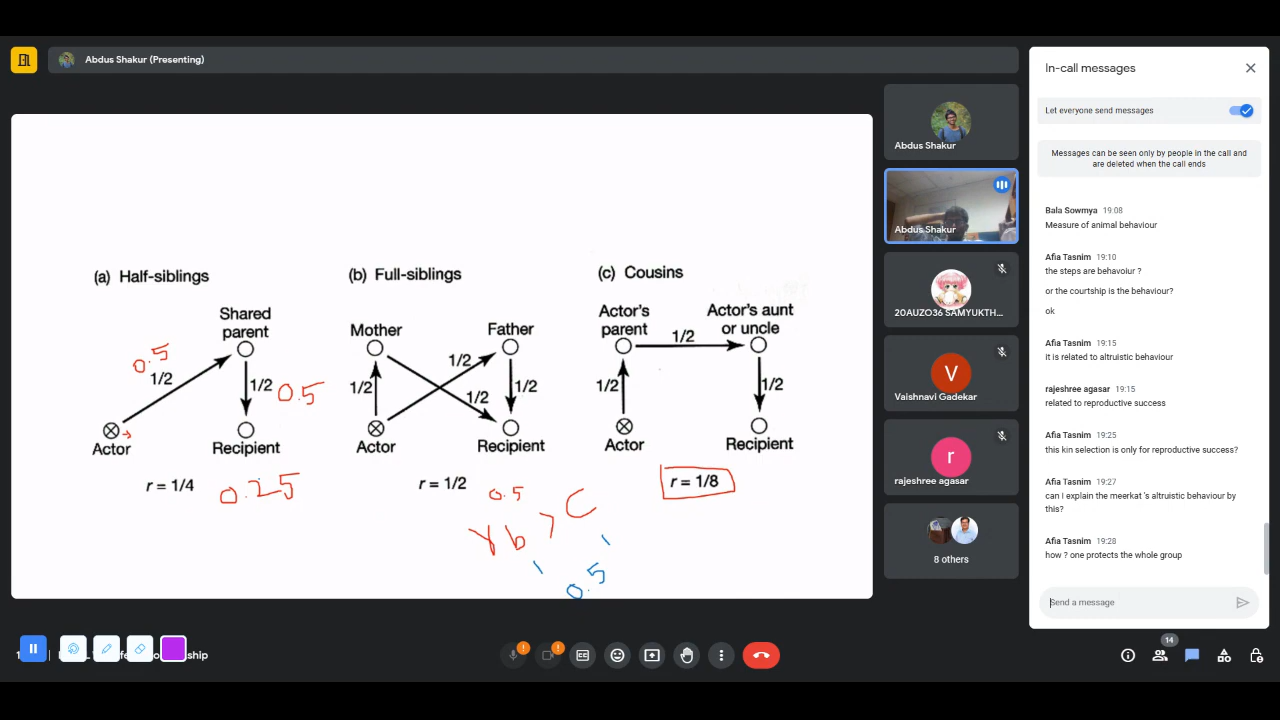 Abdus Shakur (Presenting)
(a) Half-siblings
Shared
parent
0.5
1/2
1/2
0.5
Actor
Recipient
r = 1/4
0.25
(b) Full-siblings
Mother
Father
1/2
1/2
1/2
1/2
Actor
Recipient
r = 1/2
0.5
(c) Cousins
Actor's
parent
Actor's aunt
or uncle
1/2
1/2
1/2
Actor
Recipient
r = 1/8
r b > C
0.5
Abdus Shakur
Abdus Shakur
20AUZO36 SAMYUKTH...
V
Vaishnavi Gadekar
r
rajeshree agasar
8 others
In-call messages
Let everyone send messages
Messages can be seen only by people in the call and
are deleted when the call ends
Bala Sowmya 19:08
Measure of animal behaviour
Afia Tasnim 19:10
the steps are behavoiur ?
or the courtship is the behaviour?
ok
Afia Tasnim 19:15
it is related to altruistic behaviour
rajeshree agasar 19:15
related to reproductive success
Afia Tasnim 19:25
this kin selection is only for reproductive success?
Afia Tasnim 19:27
can i explain the meerkat 's altruistic behaviour by
this?
Afia Tasnim 19:28
how ? one protects the whole group
Send a message
14